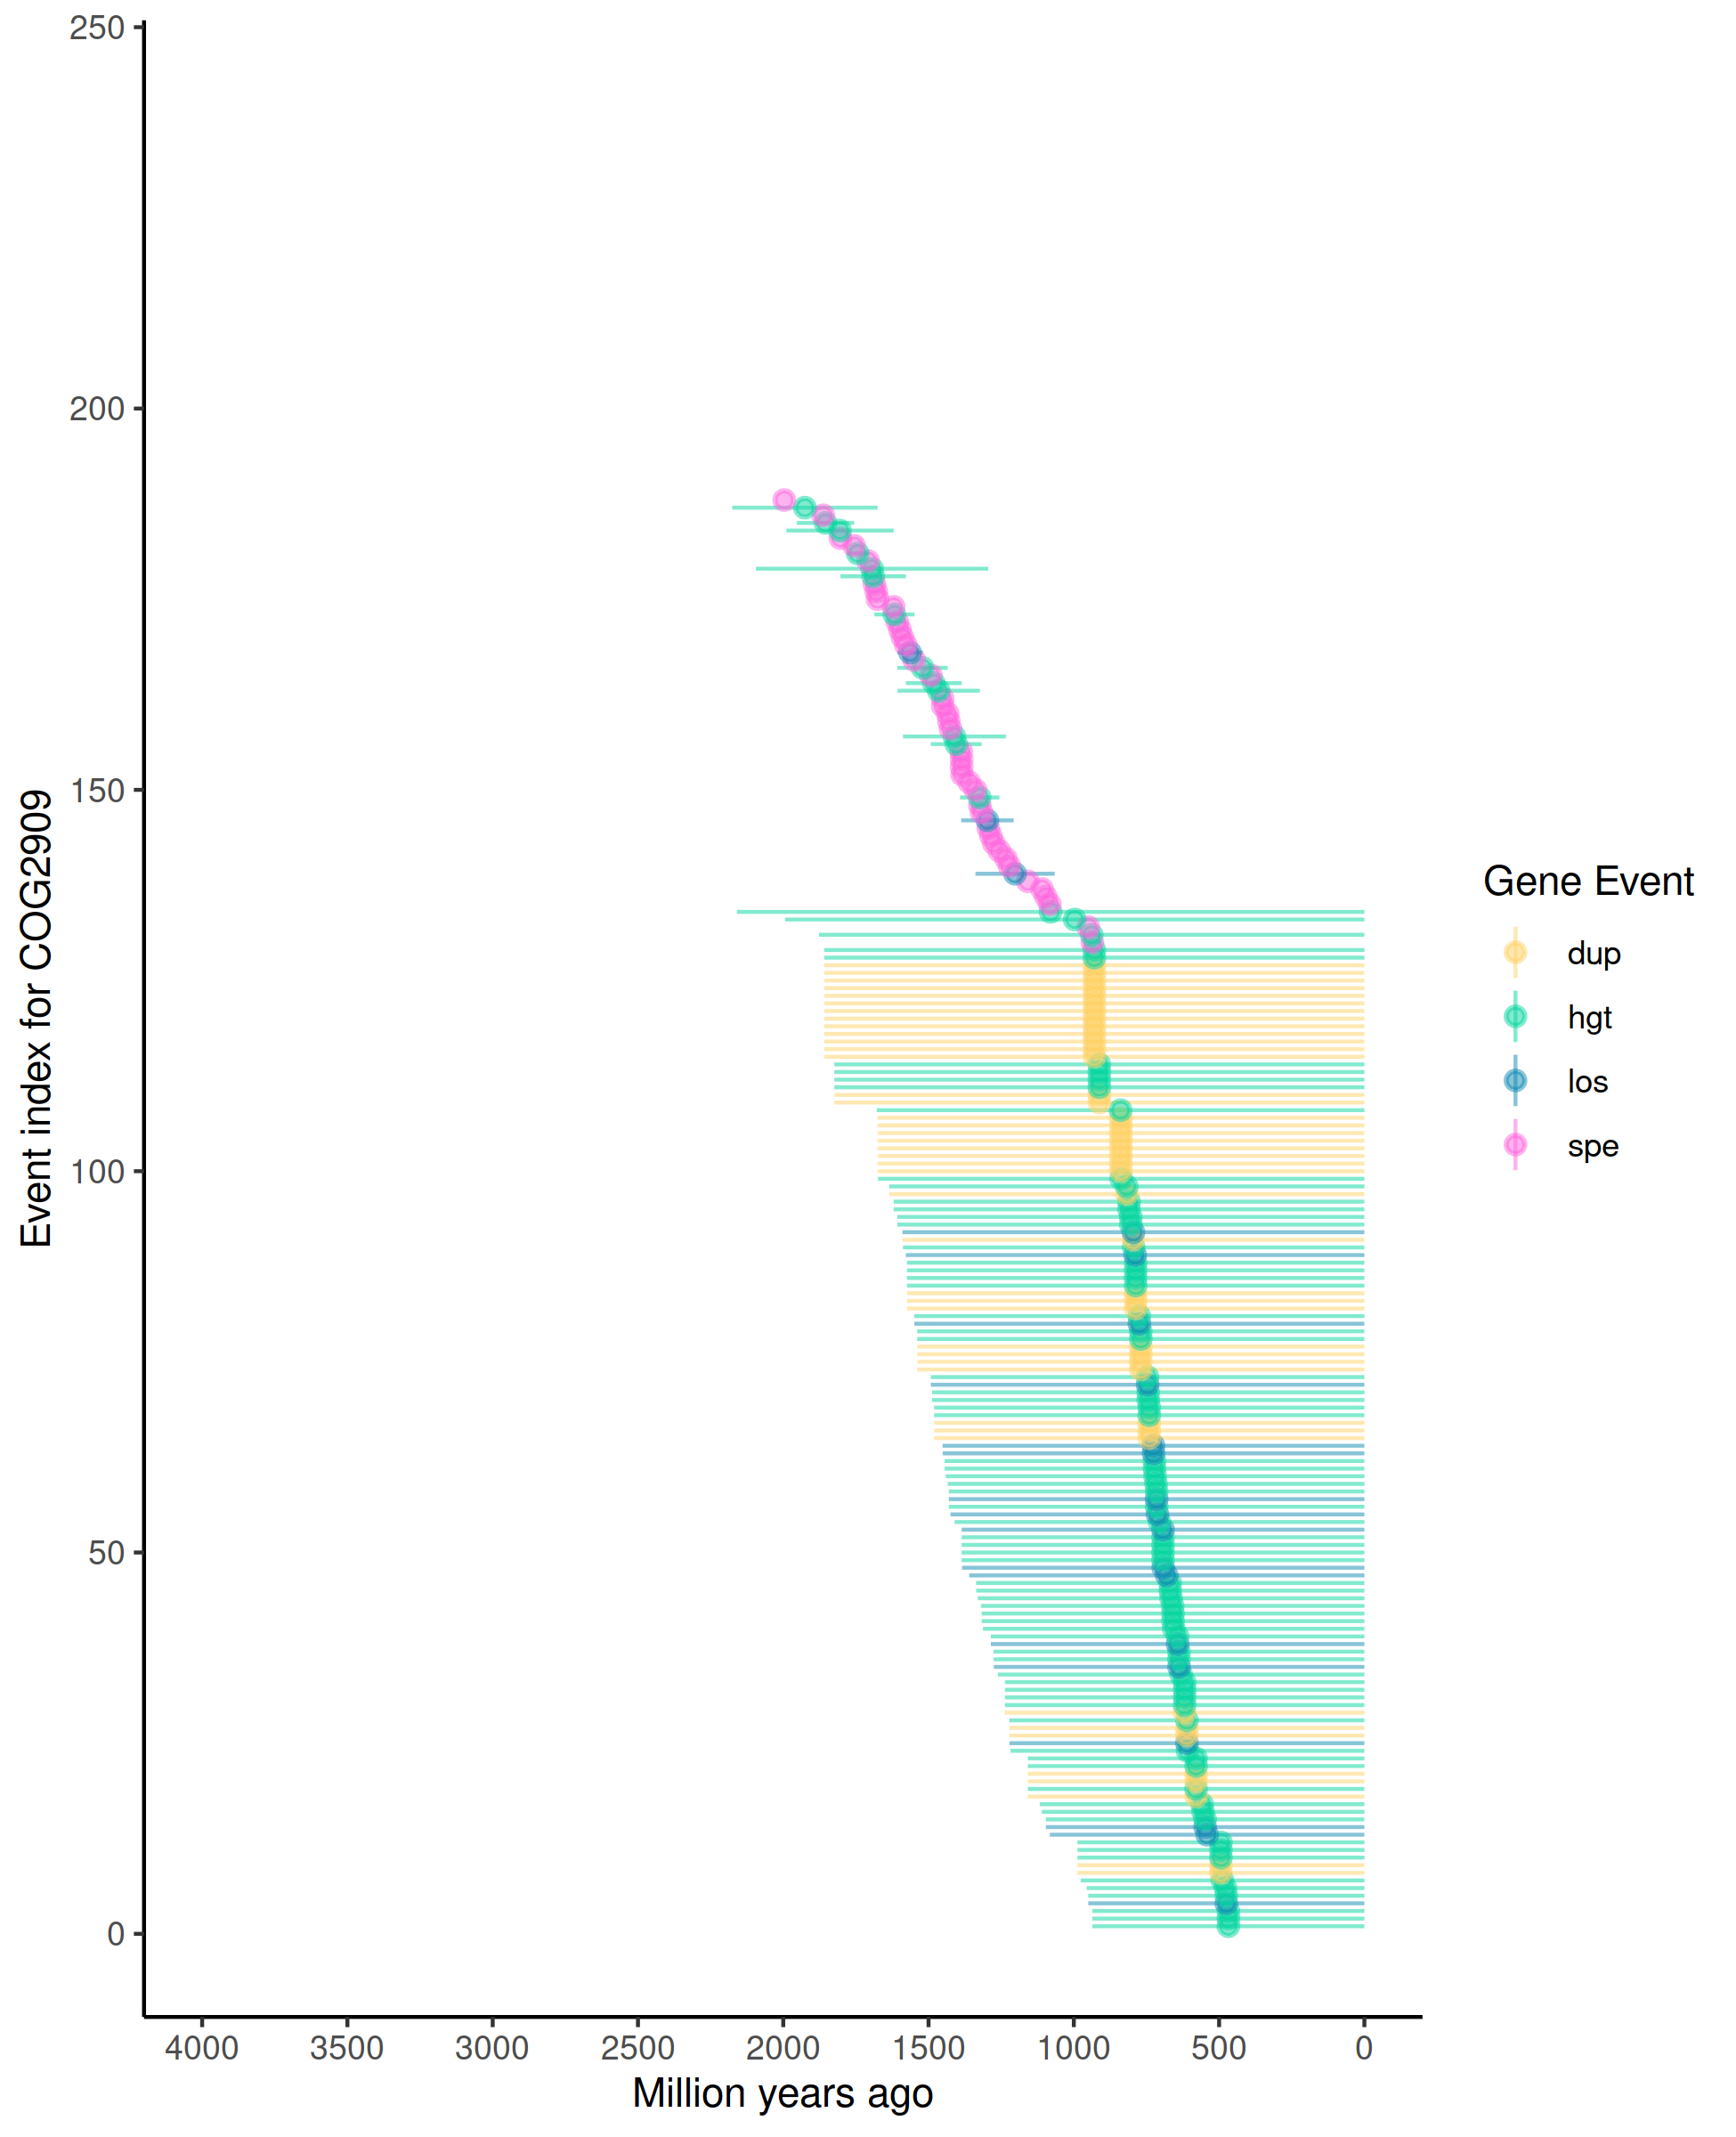 250
200
150
100
50
0
Event index for COG2909
4000 3500 3000 2500 2000 1500 1000 500 0
Million years ago
Gene Event
dup
hgt
los
spe